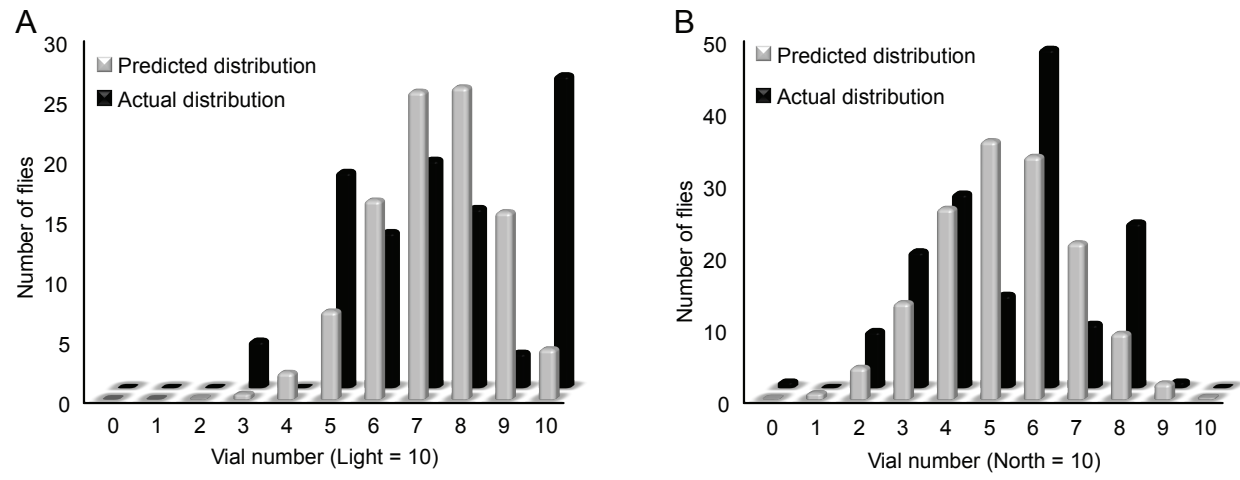 A
30
25
20
15
10
5
0
Number of flies
Predicted distribution
Actual distribution
0 1 2 3 4 5 6 7 8 9 10
Vial number (Light = 10)
B
50
40
30
20
10
0
Number of flies
Predicted distribution
Actual distribution
0 1 2 3 4 5 6 7 8 9 10
Vial number (North = 10)